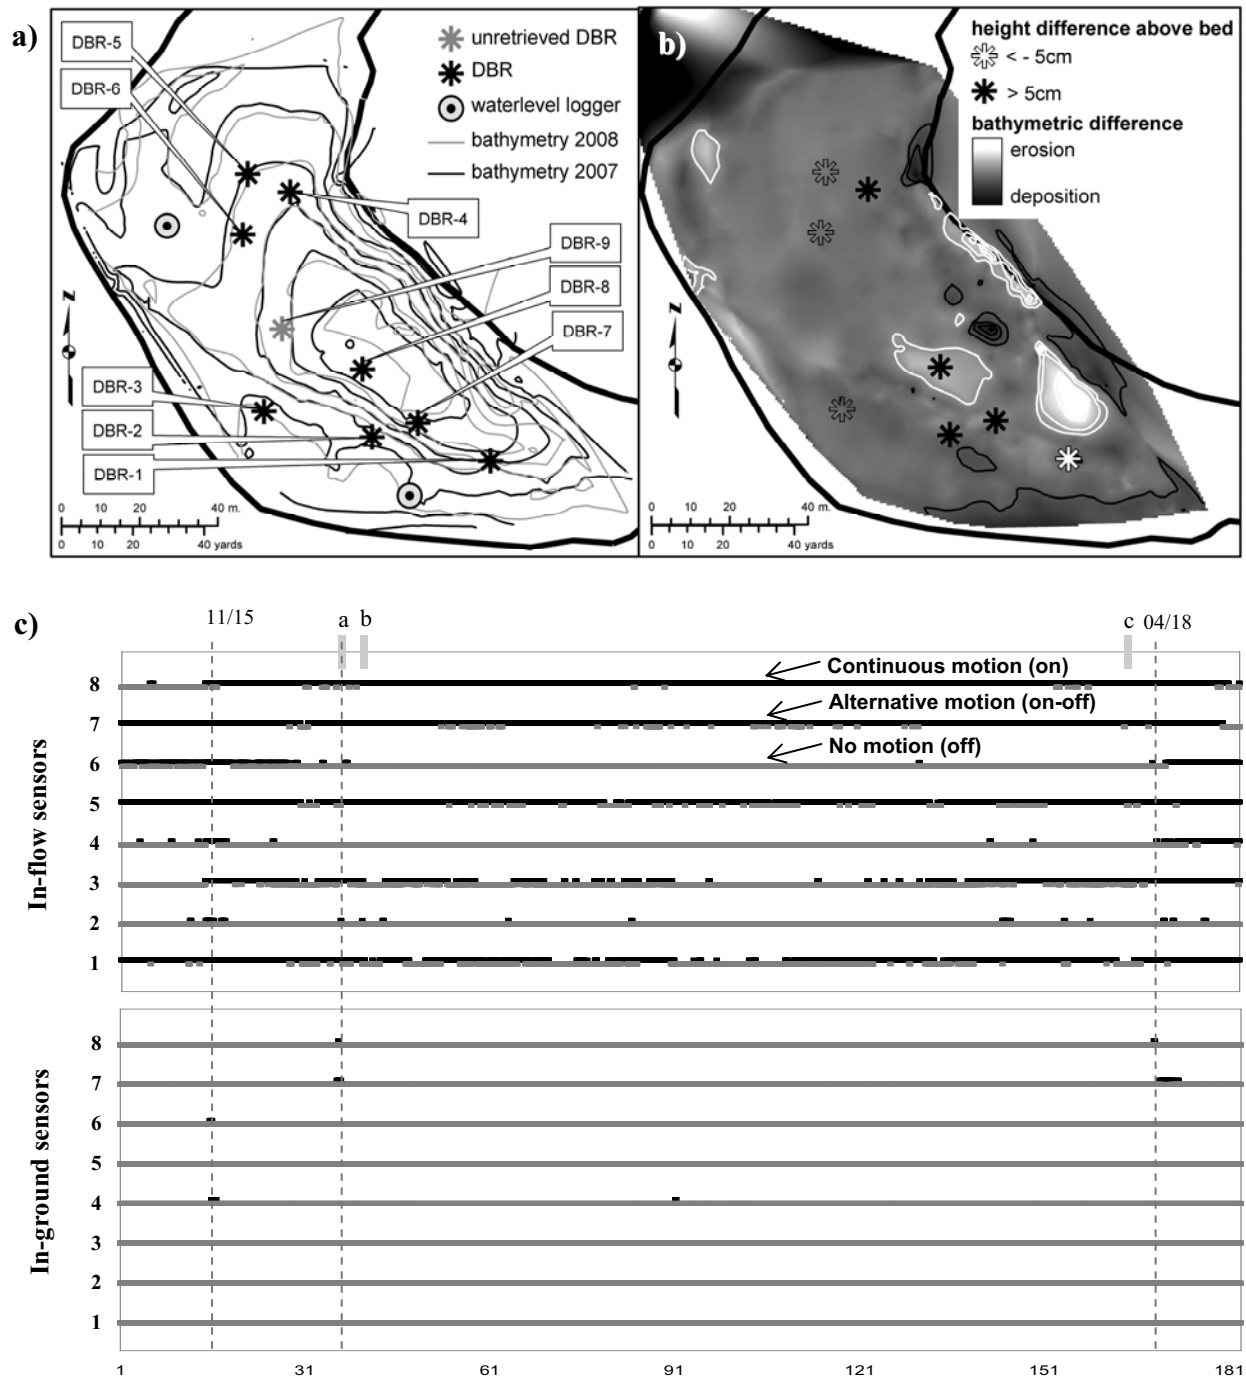 a)
DBR-5
DBR-6
unretrieved DBR
DBR
waterlevel logger
bathymetry 2008
bathymetry 2007
DBR-4
DBR-9
DBR-8
DBR-7
DBR-3
DBR-2
DBR-1
N
0 10 20 40 m.
0 10 20 40 yards
b)
height difference above bed
< - 5cm
> 5cm
bathymetric difference
erosion
deposition
N
0 10 20 40 m.
0 10 20 40 yards
c)
11/15
a
b
c
04/18
In-flow sensors
8
7
6
5
4
3
2
1
Continuous motion (on)
Alternative motion (on-off)
No motion (off)
In-ground sensors
8
7
6
5
4
3
2
1
1 31 61 91 121 151 181